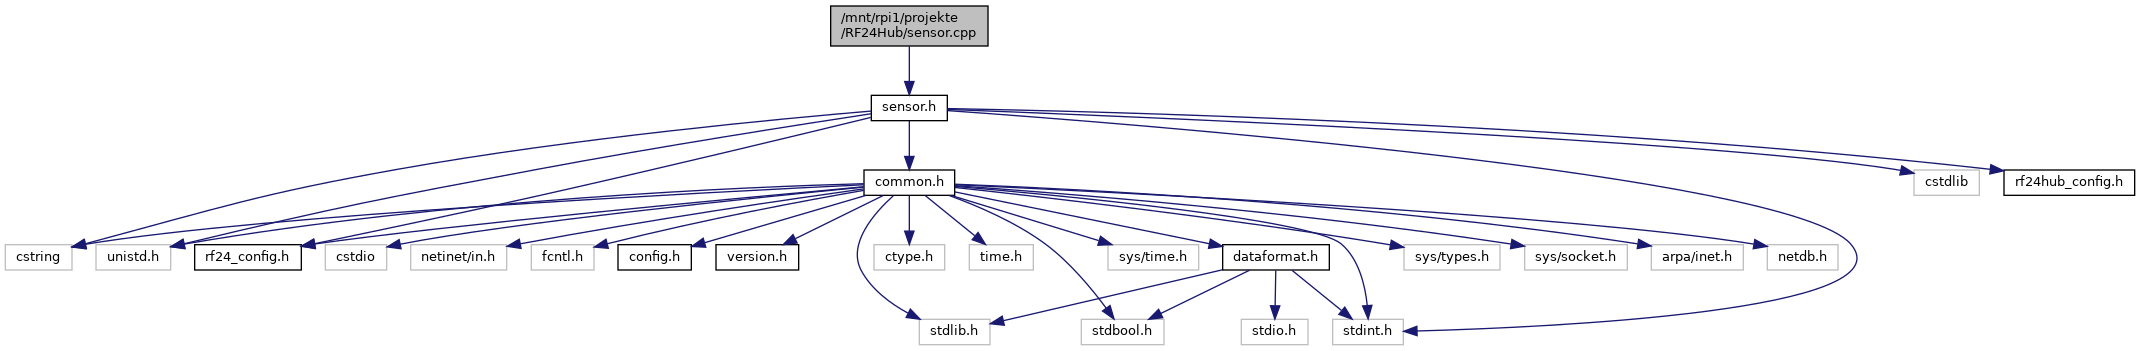 /mnt/rpi1/projekte
/RF24Hub/sensor.cpp
sensor.h
common.h
cstdlib
rf24hub_config.h
cstring
unistd.h
rf24_config.h
cstdio
netinet/in.h
fcntl.h
config.h
version.h
ctype.h
time.h
sys/time.h
dataformat.h
sys/types.h
sys/socket.h
arpa/inet.h
netdb.h
stdlib.h
stdbool.h
stdio.h
stdint.h